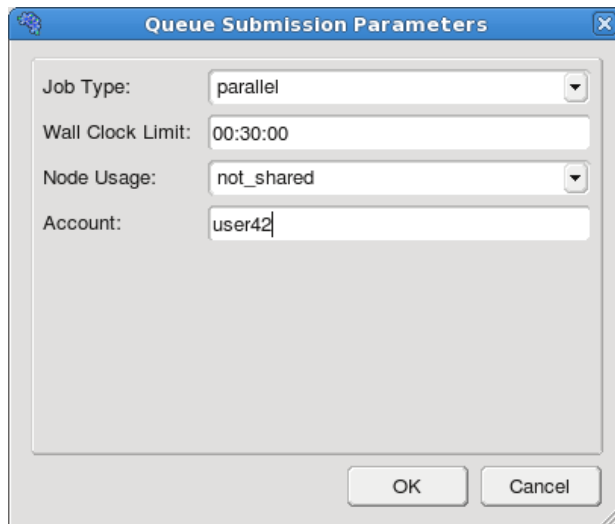 Queue Submission Parameters
Job Type: parallel
Wall Clock Limit: 00:30:00
Node Usage: not_shared
Account: user42
OK Cancel